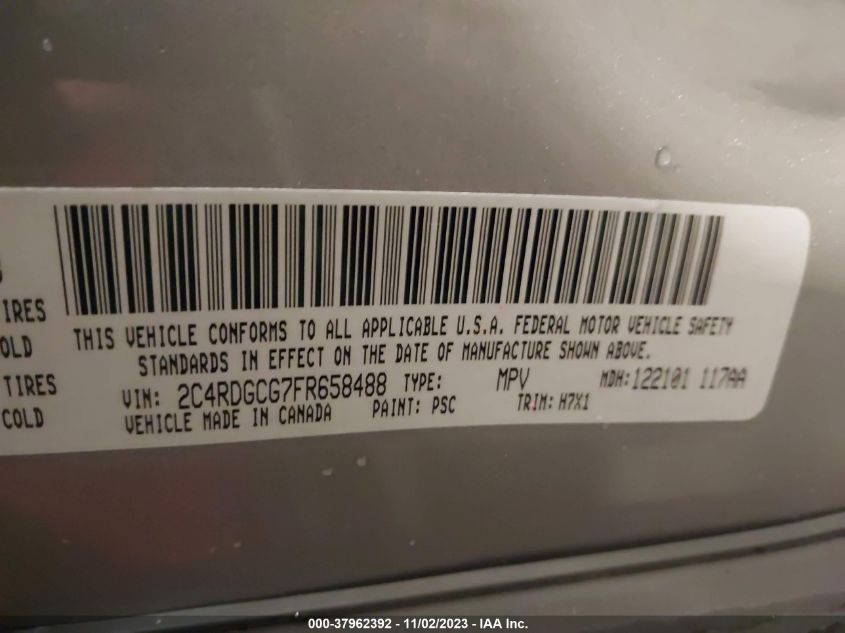 IRES
OLD
TIRES
COLD
THIS VEHICLE CONFORMS TO ALL APPLICABLE U.S.A. FEDERAL MOTOR VEHICLE SAFETY
STANDARDS IN EFFECT ON THE DATE OF MANUFACTURE SHOWN ABOVE.
VIN: 2C4RDGCG7FR658488 TYPE: MPV MDH:122101 117AA
VEHICLE MADE IN CANADA PAINT: PSC TRIM: H7X1
000-37962392 - 11/02/2023 - IAA Inc.